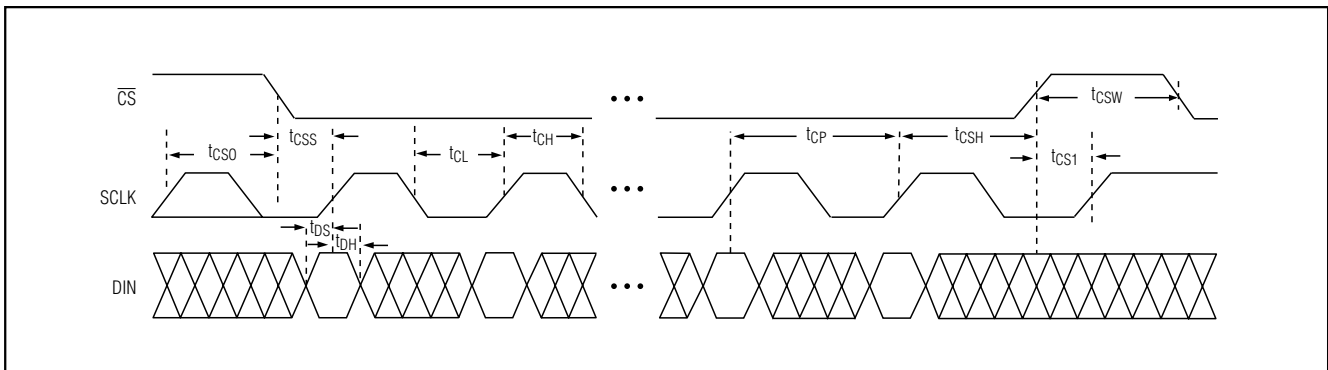 CS
tCSW
tCSS
tCH
tCP
tCSH
tCS0
tCL
tCS1
SCLK
tDS
tDH
DIN